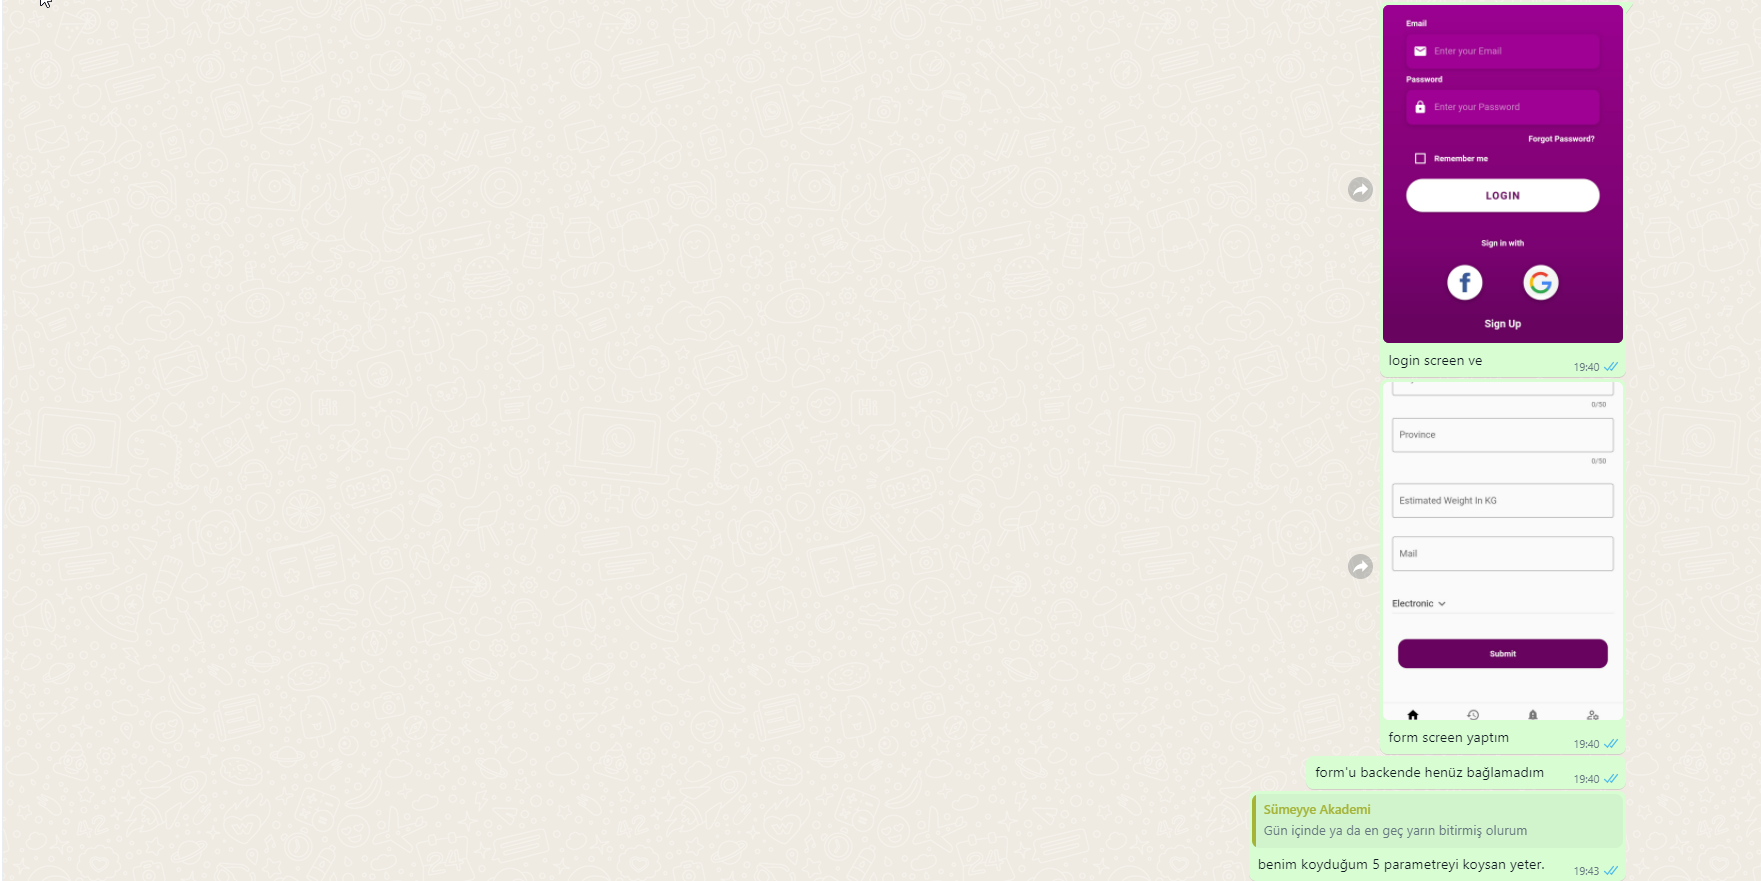 Email
Enter your Email
Password
Enter your Password
Forgot Password?
Remember me
LOGIN
Sign in with
f G
Sign Up
login screen ve
19:40
0/50
Province
0/50
Estimated Weight In KG
Mail
Electronic
Submit
form screen yaptım
19:40
form'u backende henüz bağlamadım
19:40
Sümeyye Akademi
Gün içinde ya da en geç yarın bitirmiş olurum
benim koyduğum 5 parametreyi koysan yeter.
19:43